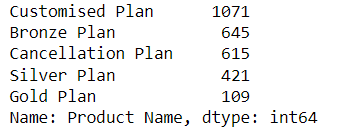 Customised Plan 1071
Bronze Plan 645
Cancellation Plan 615
Silver Plan 421
Gold Plan 109
Name: Product Name, dtype: int64